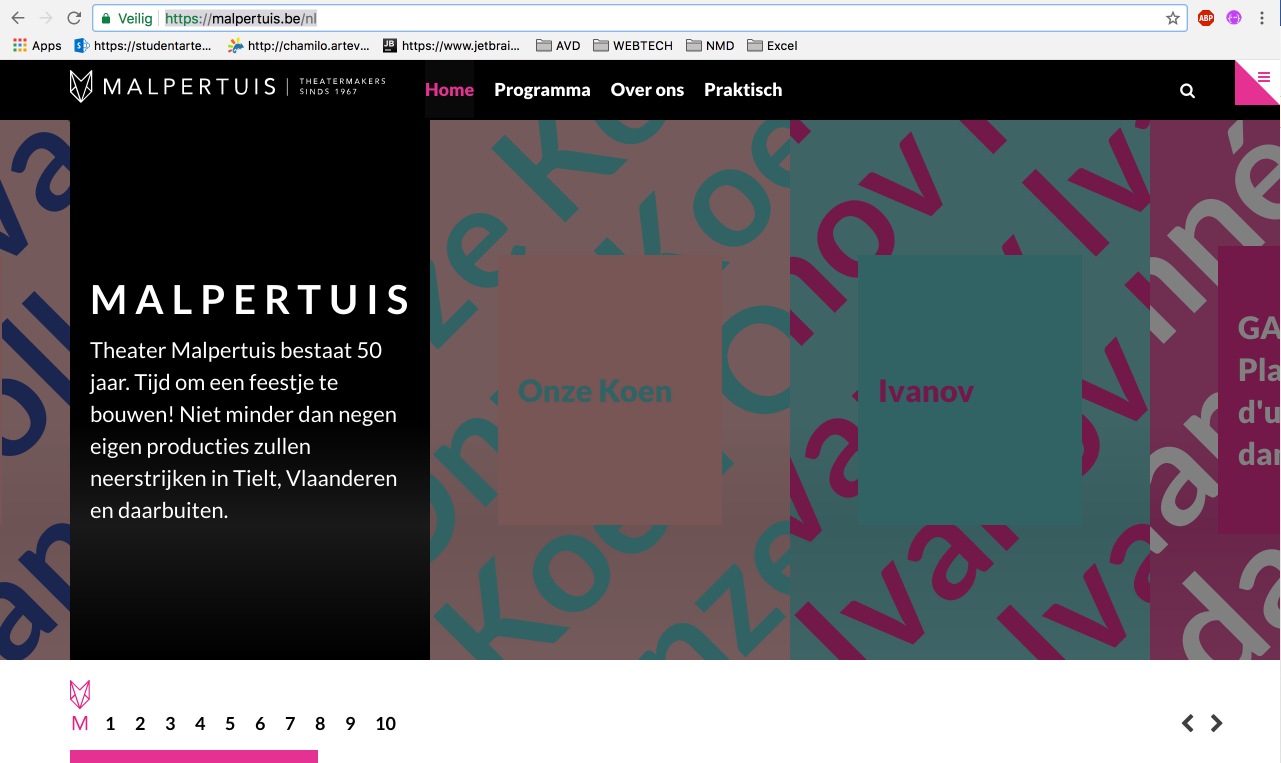 Veilig https://malpertuis.be/nl ABP
Apps https://studentarte... http://chamilo.artev... JB https://www.jetbrai... AVD WEBTECH NMD Excel
MALPERTUIS THEATERMAKERS
SINDS 1967
Home Programma Over ons Praktisch
MALPERTUIS
Theater Malpertuis bestaat 50
jaar. Tijd om een feestje te
bouwen! Niet minder dan negen
eigen producties zullen
neerstrijken in Tielt, Vlaanderen
en daarbuiten.
Onze Koen
Ivanov
GA
Pla
d'u
dan
M 1 2 3 4 5 6 7 8 9 10